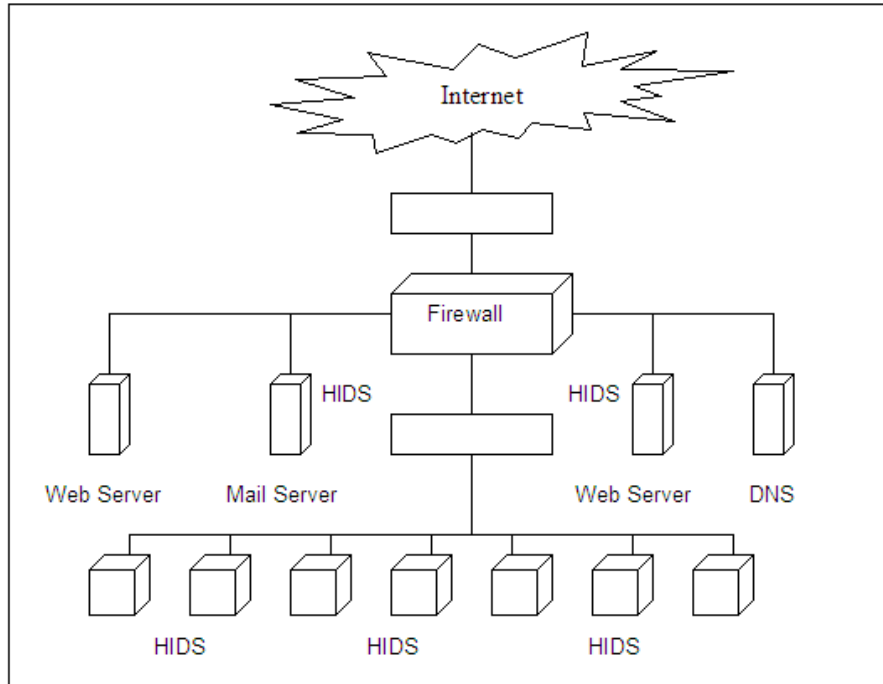 Internet
Firewall
HIDS
HIDS
Web Server
Mail Server
Web Server
DNS
HIDS
HIDS
HIDS